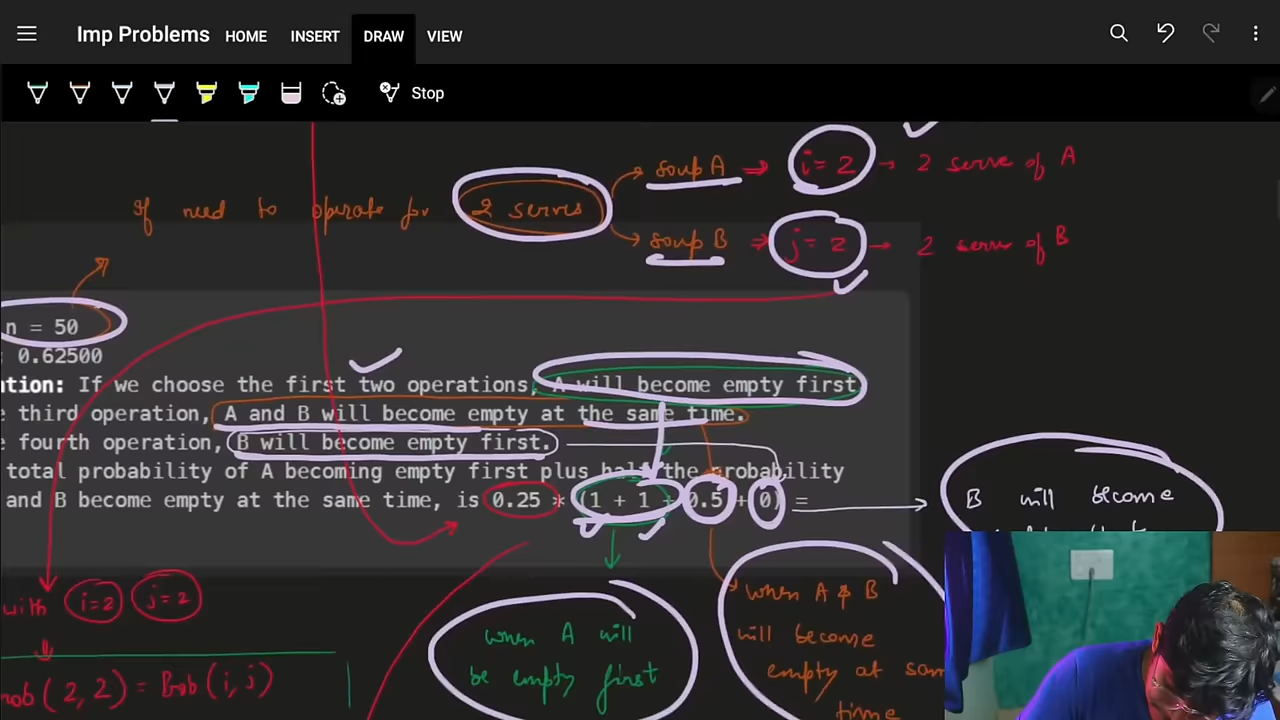 Imp Problems HOME INSERT DRAW VIEW
Stop
soup A ⇒ i=2 → 2 serve of A
If need to operate for 2 serves
soup B ⇒ j=2 → 2 serve of B
n = 50
: 0.62500
ation: If we choose the first two operations, A will become empty first
e third operation, A and B will become empty at the same time.
e fourth operation, B will become empty first.
total probability of A becoming empty first plus half the probability
and B become empty at the same time, is 0.25 * (1 + 1 + 0.5 + 0) =
B will become
with i=2 j=2
when A will
be empty first
when A & B
will become
empty at sam
time
rob(2,2) = Prob(i,j)